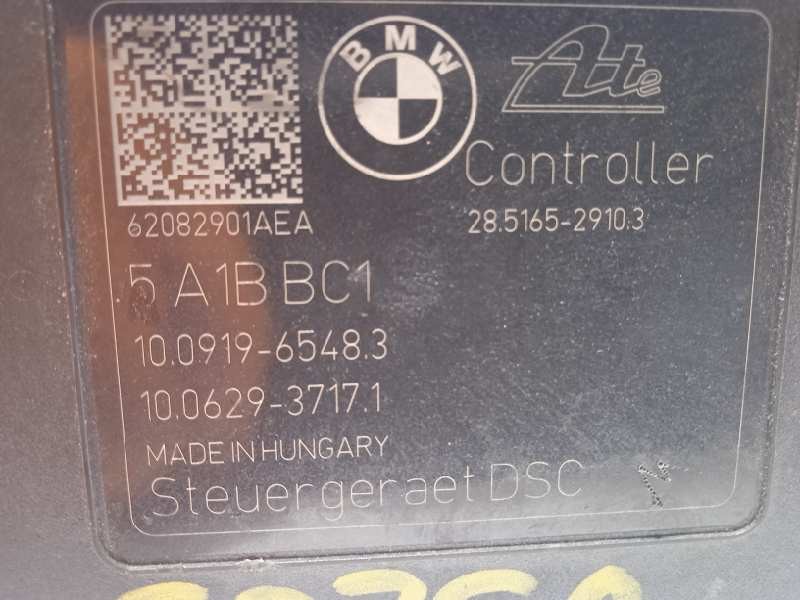 BMW
Ate
Controller
62082901AEA
28.5165-2910.3
5 A1B BC1
10.0919-6548.3
10.0629-3717.1
MADE IN HUNGARY
Steuergeraet DSC